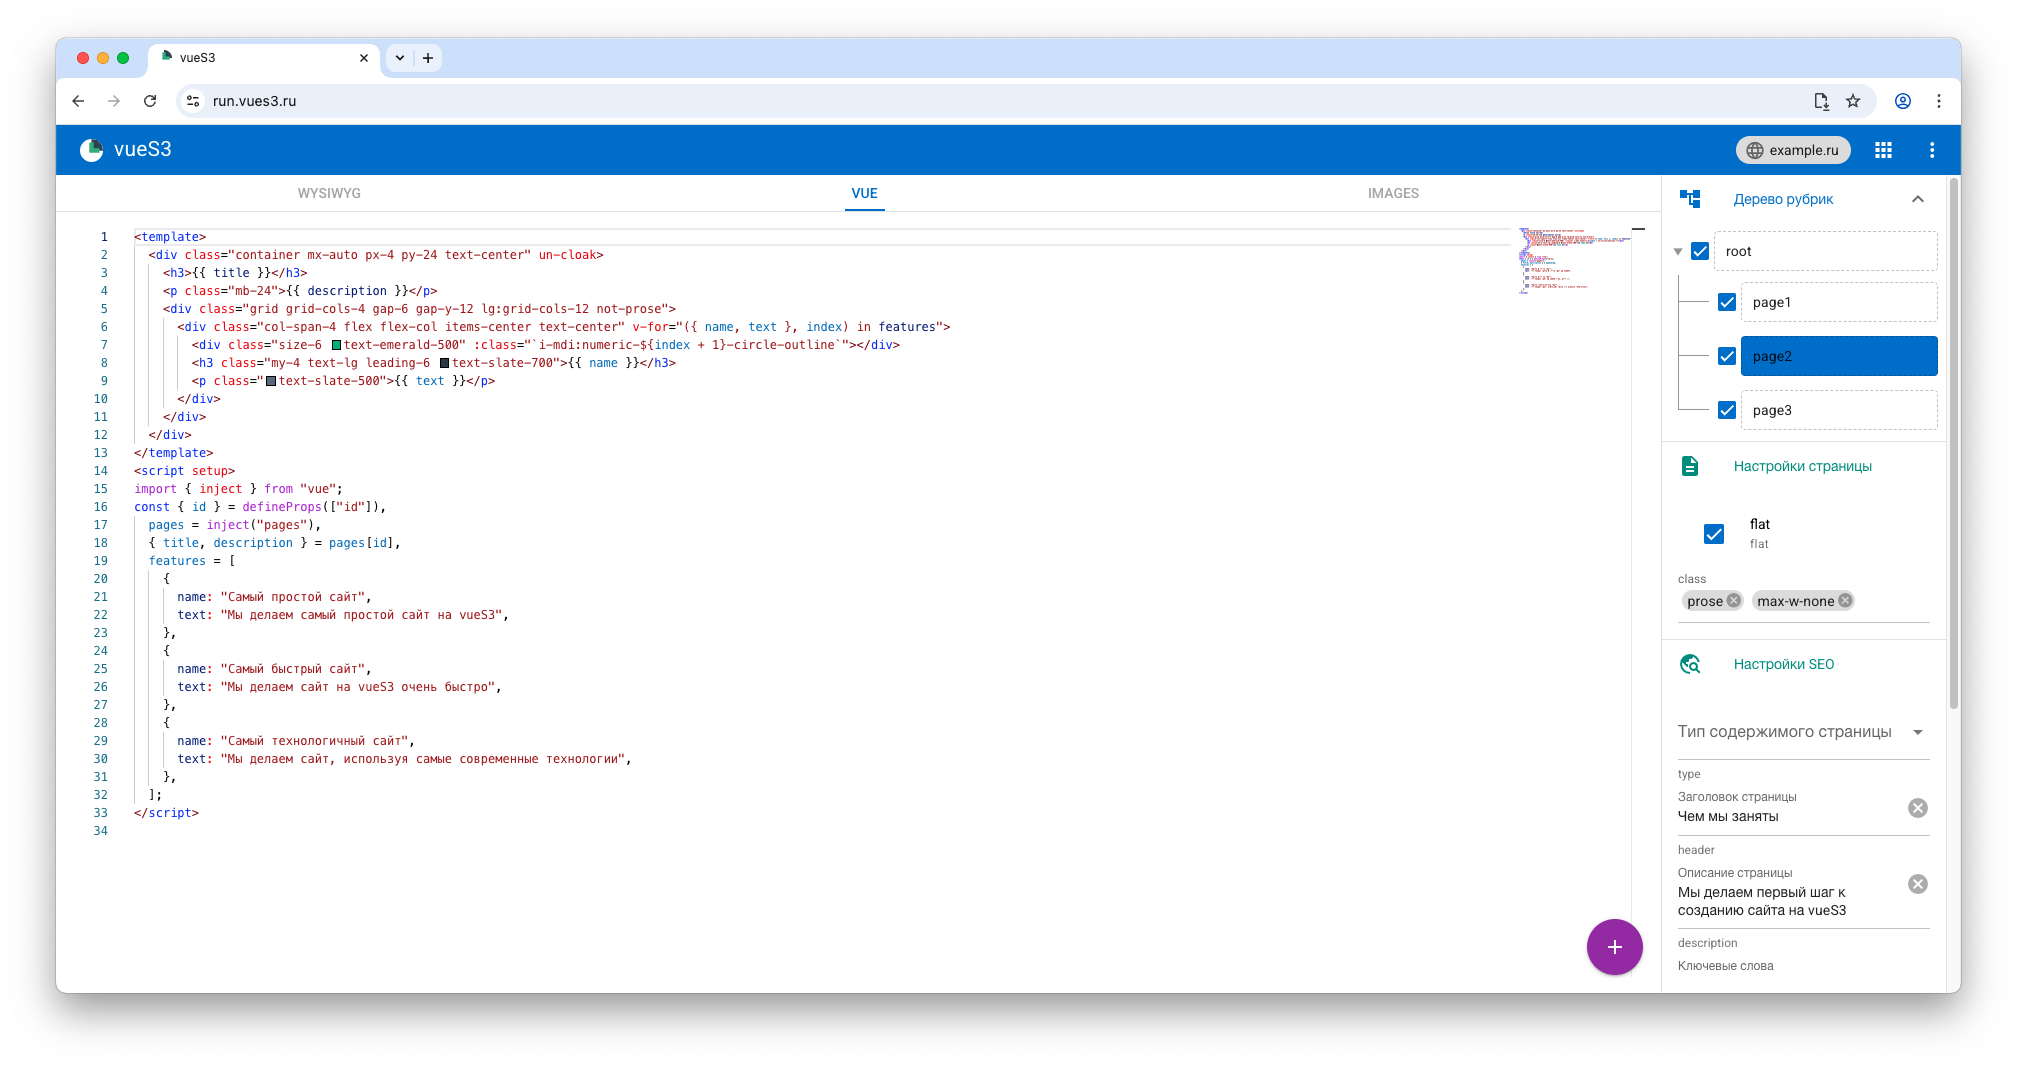 vueS3
run.vues3.ru
vueS3
example.ru
WYSIWYG
VUE
IMAGES
1 <template>
2 <div class="container mx-auto px-4 py-24 text-center" un-cloak>
3 <h3>{{ title }}</h3>
4 <p class="mb-24">{{ description }}</p>
5 <div class="grid grid-cols-4 gap-6 gap-y-12 lg:grid-cols-12 not-prose">
6 <div class="col-span-4 flex flex-col items-center text-center" v-for="({ name, text }, index) in features">
7 <div class="size-6 text-emerald-500" :class="`i-mdi:numeric-${index + 1}-circle-outline`"></div>
8 <h3 class="my-4 text-lg leading-6 text-slate-700">{{ name }}</h3>
9 <p class="text-slate-500">{{ text }}</p>
10 </div>
11 </div>
12 </div>
13 </template>
14 <script setup>
15 import { inject } from "vue";
16 const { id } = defineProps(["id"]),
17 pages = inject("pages"),
18 { title, description } = pages[id],
19 features = [
20 {
21 name: "Самый простой сайт",
22 text: "Мы делаем самый простой сайт на vueS3",
23 },
24 {
25 name: "Самый быстрый сайт",
26 text: "Мы делаем сайт на vueS3 очень быстро",
27 },
28 {
29 name: "Самый технологичный сайт",
30 text: "Мы делаем сайт, используя самые современные технологии",
31 },
32 ];
33 </script>
34
Дерево рубрик
root
page1
page2
page3
Настройки страницы
flat
flat
class
prose
max-w-none
Настройки SEO
Тип содержимого страницы
type
Заголовок страницы
Чем мы заняты
header
Описание страницы
Мы делаем первый шаг к
созданию сайта на vueS3
description
Ключевые слова